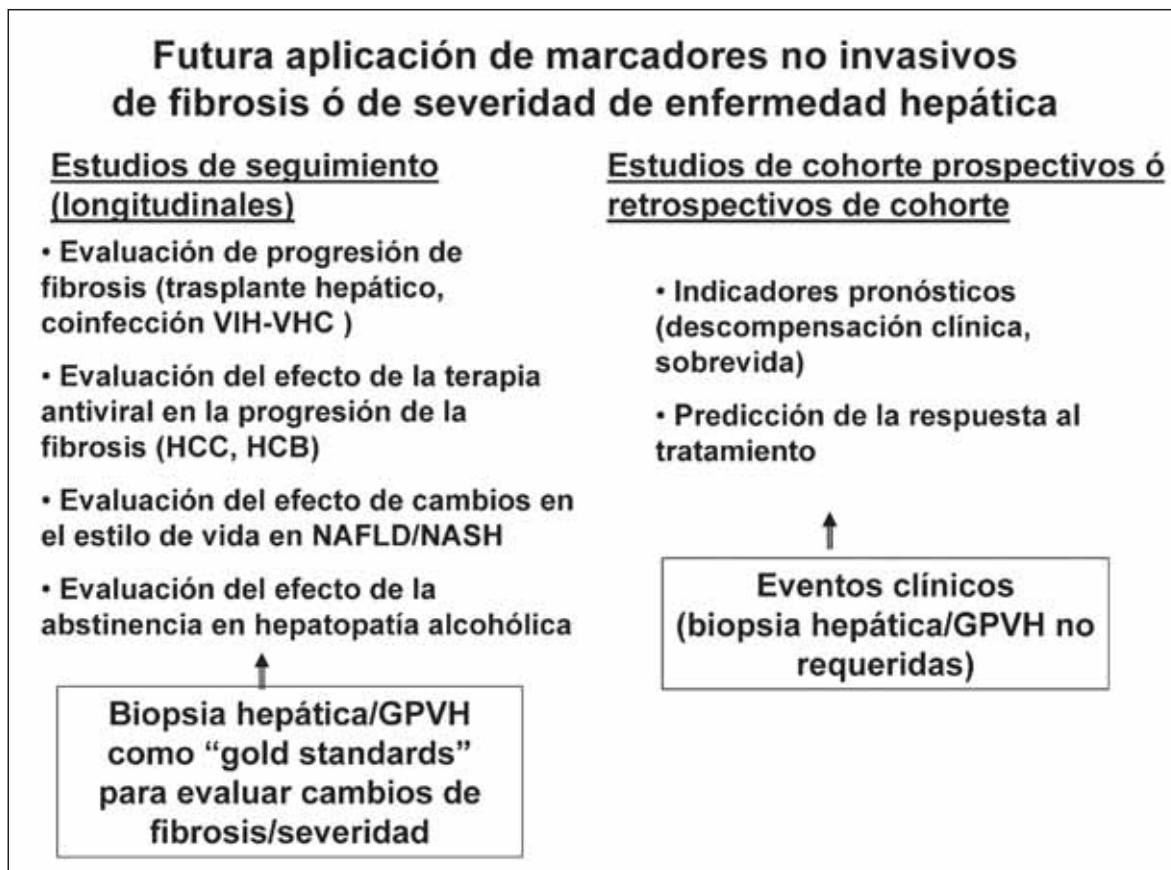 Futura aplicación de marcadores no invasivos
de fibrosis ó de severidad de enfermedad hepática
Estudios de seguimiento
(longitudinales)
• Evaluación de progresión de
fibrosis (trasplante hepático,
coinfección VIH-VHC )
• Evaluación del efecto de la terapia
antiviral en la progresión de la
fibrosis (HCC, HCB)
• Evaluación del efecto de cambios en
el estilo de vida en NAFLD/NASH
• Evaluación del efecto de la
abstinencia en hepatopatía alcohólica
Biopsia hepática/GPVH
como “gold standards”
para evaluar cambios de
fibrosis/severidad
Estudios de cohorte prospectivos ó
retrospectivos de cohorte
• Indicadores pronósticos
(descompensación clínica,
sobrevida)
• Predicción de la respuesta al
tratamiento
Eventos clínicos
(biopsia hepática/GPVH no
requeridas)